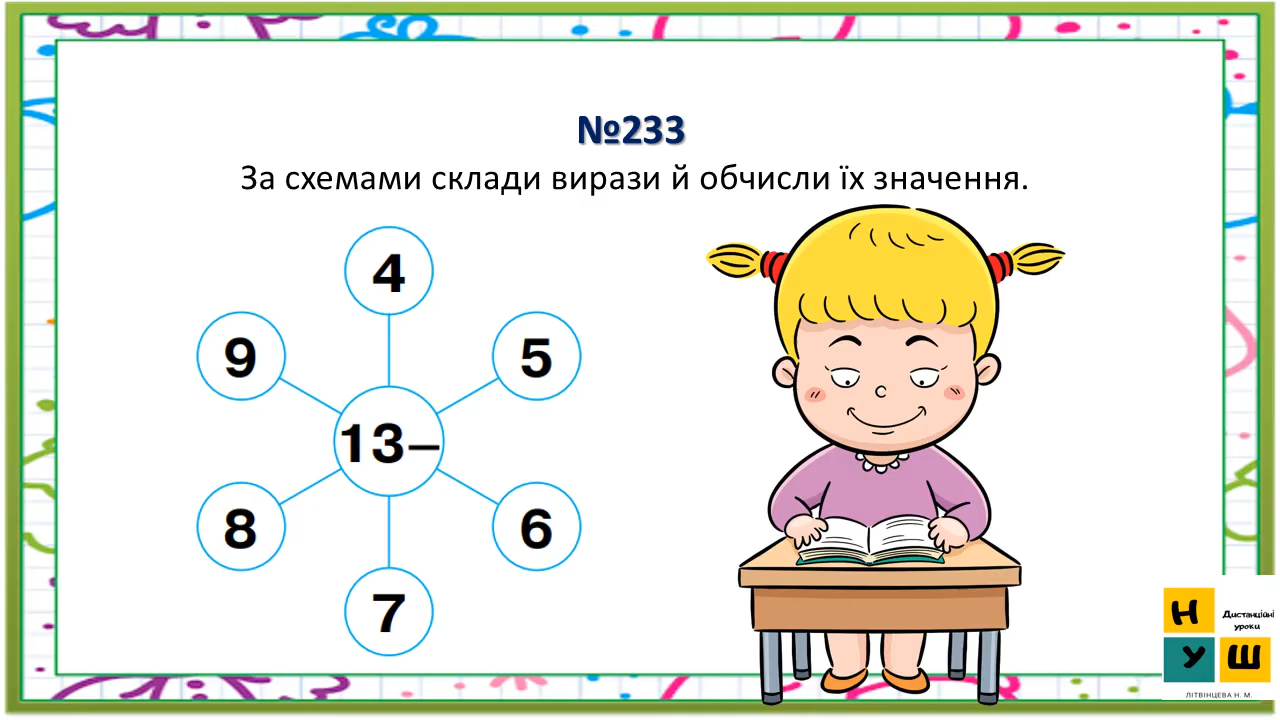 №233
За схемами склади вирази й обчисли їх значення.
4
9
5
13–
8
6
7
Н
Дистанційні
уроки
У Ш
ЛІТВІНЦЕВА Н. М.